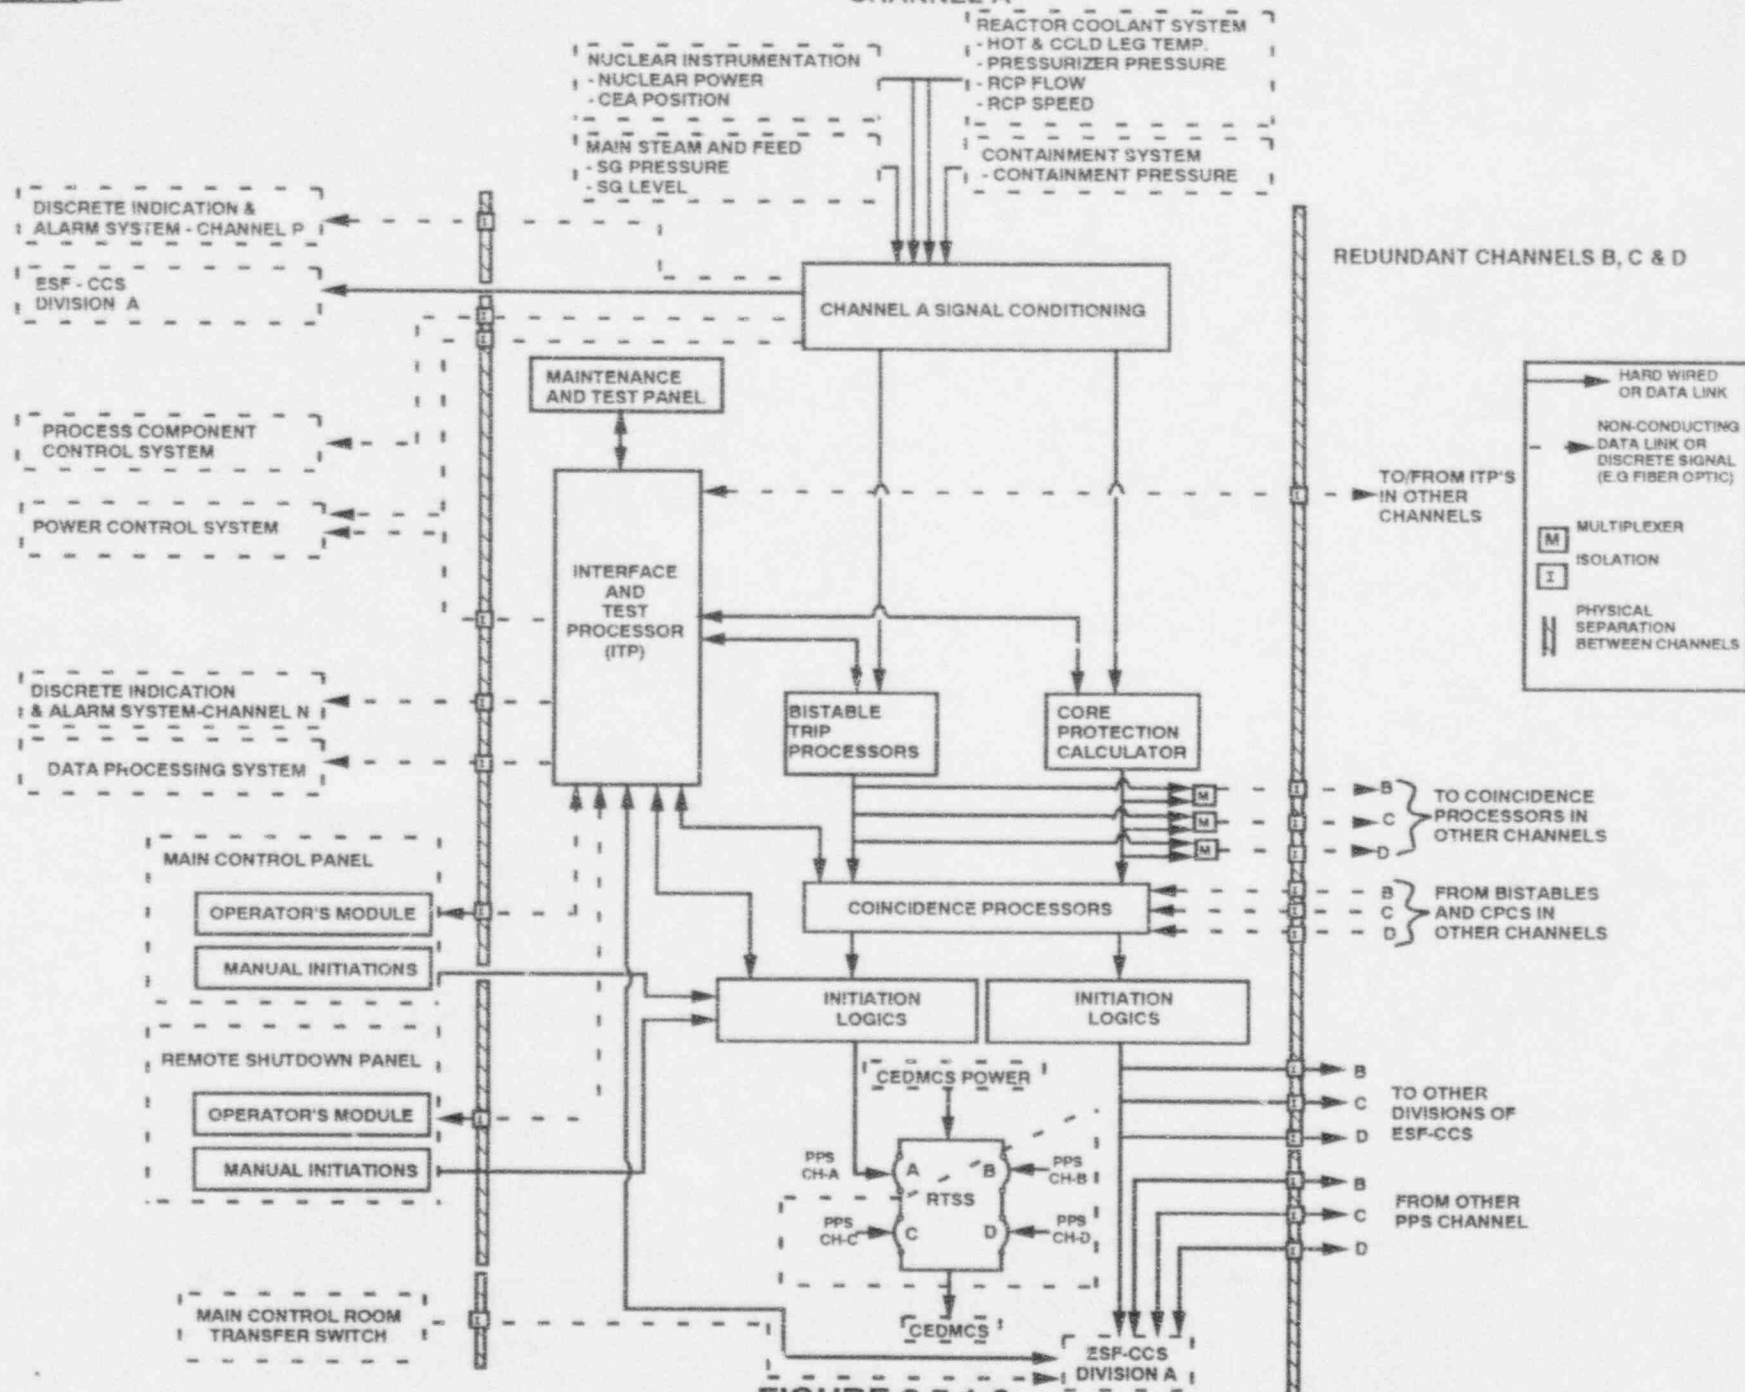 REACTOR COOLANT SYSTEM
- HOT & COLD LEG TEMP.
- PRESSURIZER PRESSURE
- RCP FLOW
- RCP SPEED
NUCLEAR INSTRUMENTATION
- NUCLEAR POWER
- CEA POSITION
MAIN STEAM AND FEED
- SG PRESSURE
- SG LEVEL
CONTAINMENT SYSTEM
- CONTAINMENT PRESSURE
DISCRETE INDICATION &
ALARM SYSTEM - CHANNEL P
ESF - CCS
DIVISION A
REDUNDANT CHANNELS B, C & D
CHANNEL A SIGNAL CONDITIONING
I
I
I
MAINTENANCE
AND TEST PANEL
HARD WIRED
OR DATA LINK
NON-CONDUCTING
DATA LINK OR
DISCRETE SIGNAL
(E.G FIBER OPTIC)
M MULTIPLEXER
I ISOLATION
PHYSICAL
SEPARATION
BETWEEN CHANNELS
PROCESS COMPONENT
CONTROL SYSTEM
POWER CONTROL SYSTEM
I
TO/FROM ITP'S
IN OTHER
CHANNELS
INTERFACE
AND
TEST
PROCESSOR
(ITP)
I
DISCRETE INDICATION
& ALARM SYSTEM-CHANNEL N
I
DATA PROCESSING SYSTEM
I
BISTABLE
TRIP
PROCESSORS
CORE
PROTECTION
CALCULATOR
M I B
M I C
M I D
TO COINCIDENCE
PROCESSORS IN
OTHER CHANNELS
MAIN CONTROL PANEL
OPERATOR'S MODULE
I
MANUAL INITIATIONS
COINCIDENCE PROCESSORS
I B
I C
I D
FROM BISTABLES
AND CPCS IN
OTHER CHANNELS
INITIATION
LOGICS
INITIATION
LOGICS
REMOTE SHUTDOWN PANEL
OPERATOR'S MODULE
I
MANUAL INITIATIONS
CEDMCS POWER
I B
I C
I D
TO OTHER
DIVISIONS OF
ESF-CCS
PPS
CH-A
A
B
PPS
CH-B
RTSS
PPS
CH-C
C
D
PPS
CH-D
I B
I C
I D
FROM OTHER
PPS CHANNEL
MAIN CONTROL ROOM
TRANSFER SWITCH
I
CEDMCS
ESF-CCS
DIVISION A